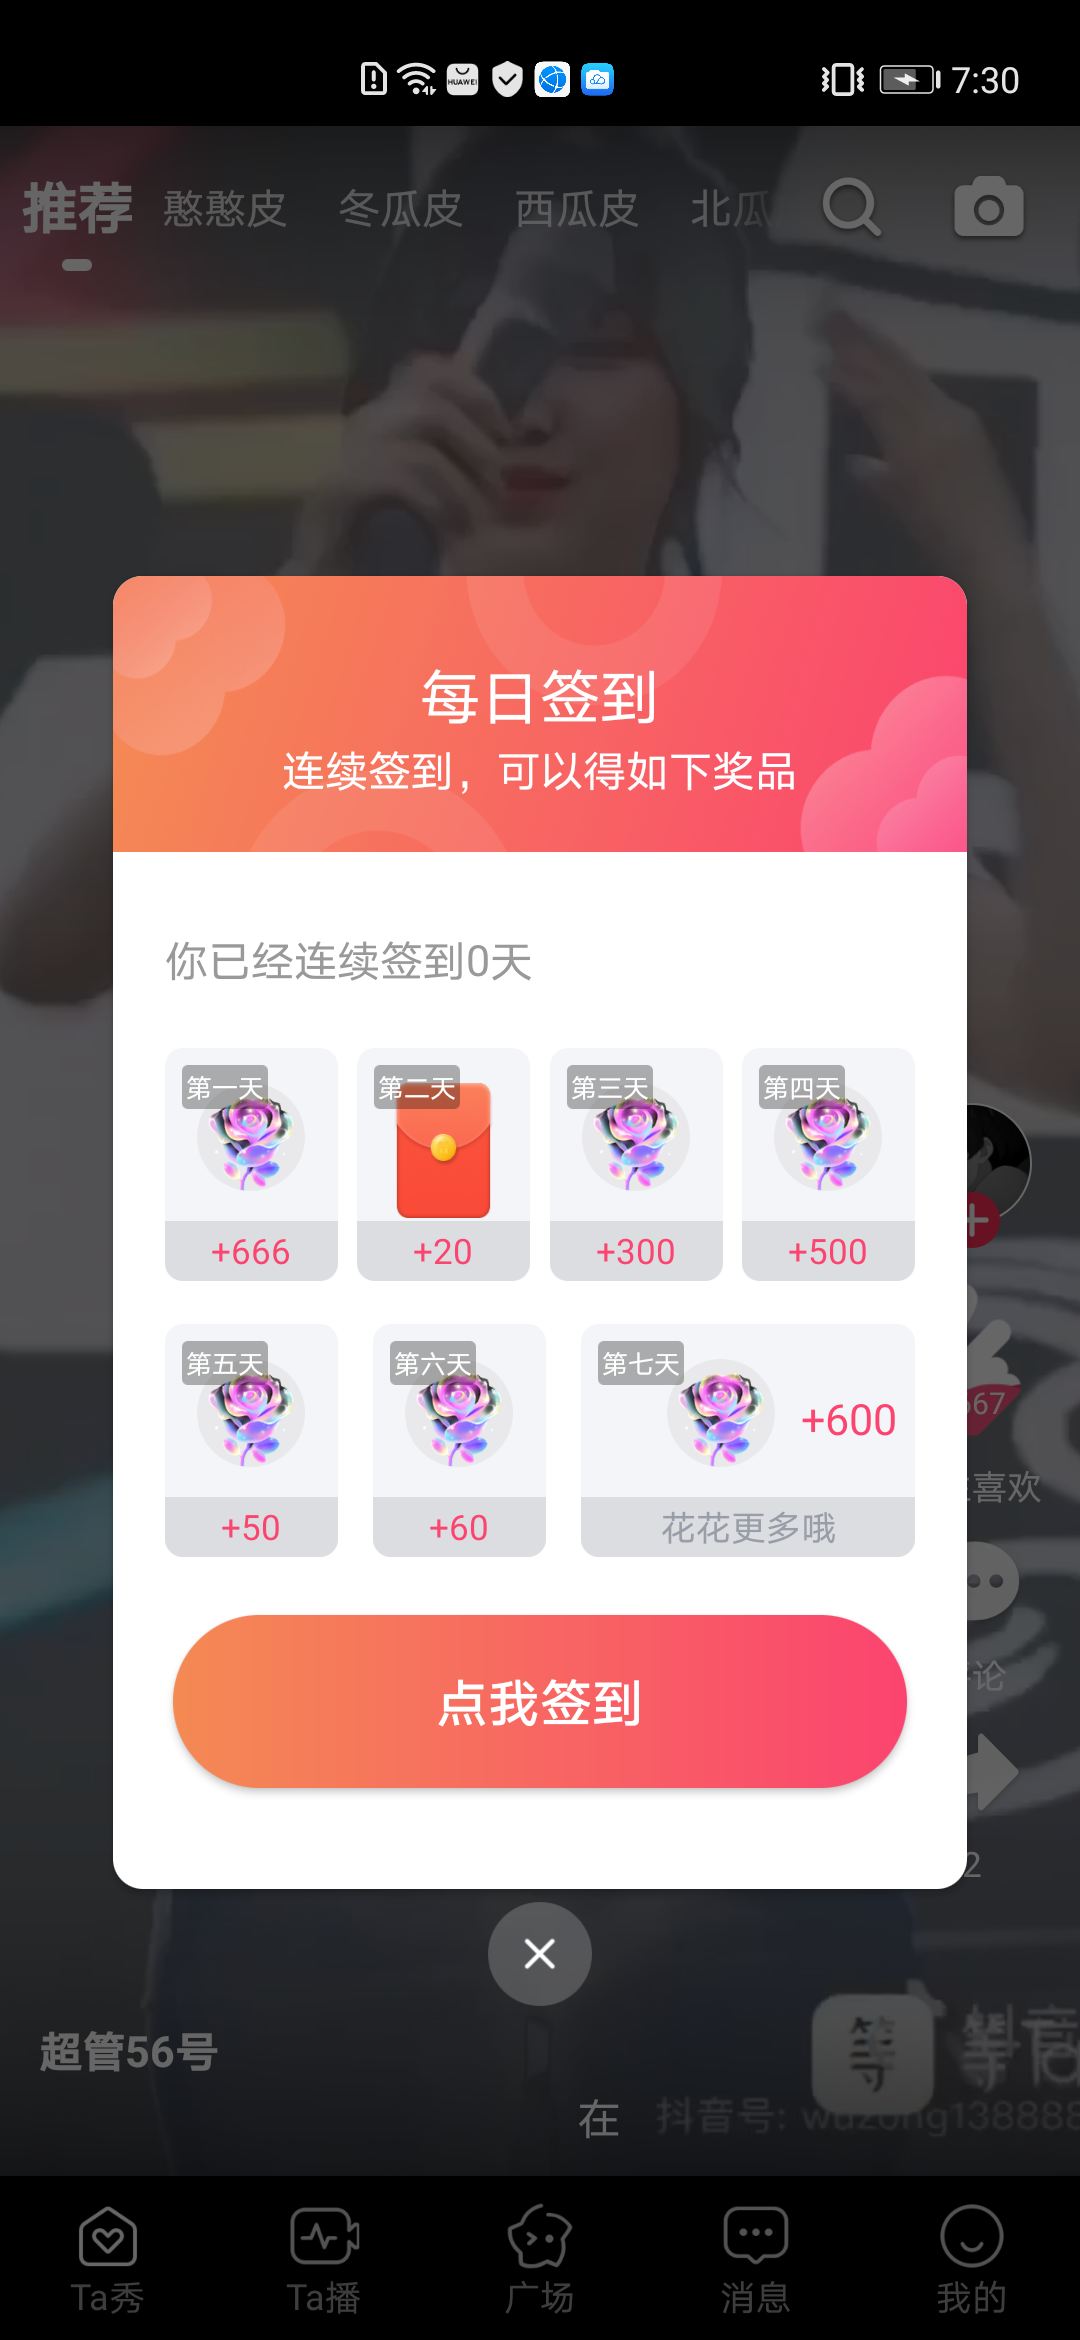 HUAWEI
7:30
推荐 憨憨皮 冬瓜皮 西瓜皮 北瓜
每日签到
连续签到，可以得如下奖品
你已经连续签到0天
第一天 第二天 第三天 第四天
+666 +20 +300 +500
第五天 第六天 第七天
+600
+50 +60 花花更多哦
667
喜欢
点我签到
论
2
超管56号
等
抖音
在
抖音号: wuzong138888
Ta秀 Ta播 广场 消息 我的